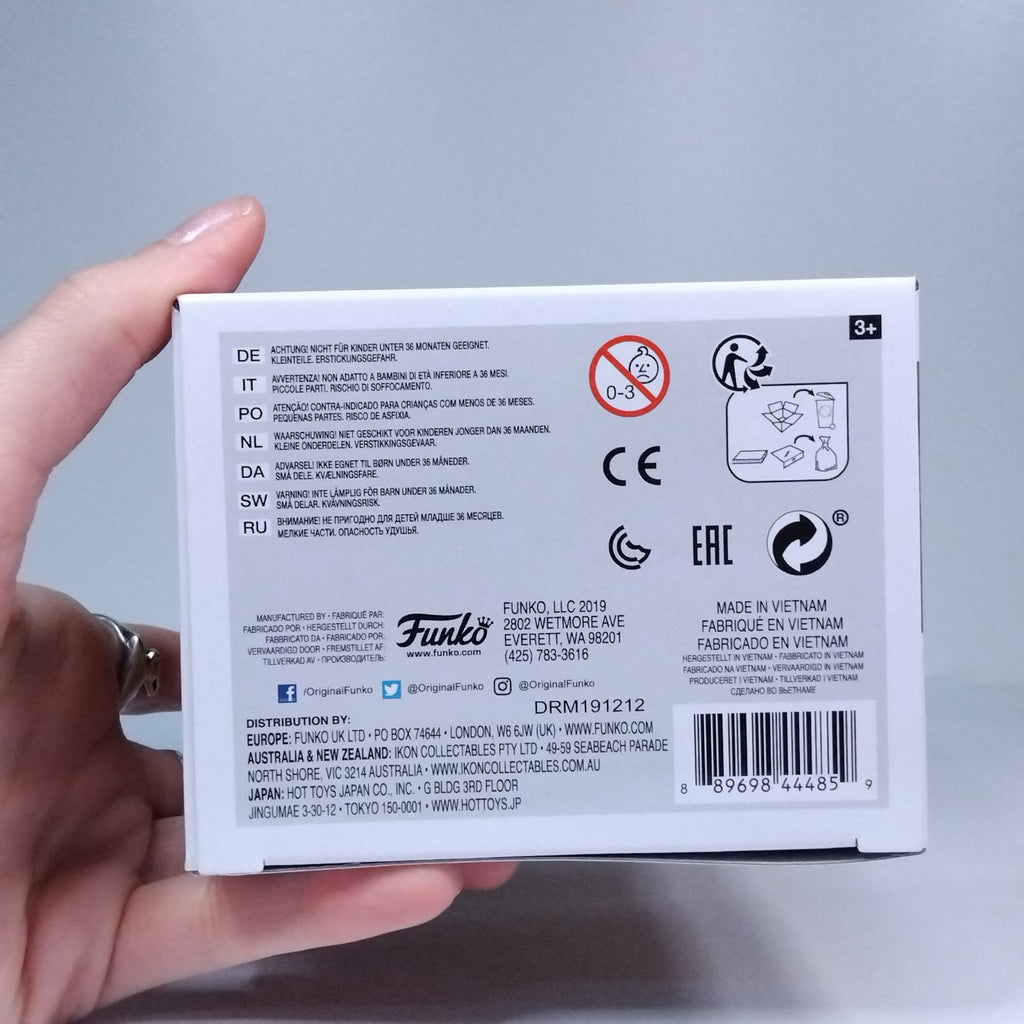 3+
DE ACHTUNG! NICHT FÜR KINDER UNTER 36 MONATEN GEEIGNET.
KLEINTEILE. ERSTICKUNGSGEFAHR.
IT AVVERTENZA! NON ADATTO A BAMBINI DI ETÀ INFERIORE A 36 MESI.
PICCOLE PARTI. RISCHIO DI SOFFOCAMENTO.
PO ATENÇÃO! CONTRA-INDICADO PARA CRIANÇAS COM MENOS DE 36 MESES.
PEQUENAS PARTES. RISCO DE ASFIXIA.
NL WAARSCHUWING! NIET GESCHIKT VOOR KINDEREN JONGER DAN 36 MAANDEN.
KLEINE ONDERDELEN. VERSTIKKINGSGEVAAR.
DA ADVARSEL! IKKE EGNET TIL BØRN UNDER 36 MÅNEDER.
SMÅ DELE. KVÆLNINGSFARE.
SW VARNING! INTE LÄMPLIG FÖR BARN UNDER 36 MÅNADER.
SMÅ DELAR. KVÄVNINGSRISK.
RU ВНИМАНИЕ! НЕ ПРИГОДНО ДЛЯ ДЕТЕЙ МЛАДШЕ 36 МЕСЯЦЕВ.
МЕЛКИЕ ЧАСТИ. ОПАСНОСТЬ УДУШЬЯ.
0-3
CE
EAC
®
MANUFACTURED BY • FABRIQUÉ PAR:
FABRICADO POR • HERGESTELLT DURCH:
FABBRICATO DA • FABRICADO POR:
VERVAARDIGD DOOR • FREMSTILLET AF:
TILLVERKAD AV • ПРОИЗВОДИТЕЛЬ:
Funko
www.funko.com
FUNKO, LLC 2019
2802 WETMORE AVE
EVERETT, WA 98201
(425) 783-3616
/OriginalFunko @OriginalFunko @OriginalFunko
DRM191212
DISTRIBUTION BY:
EUROPE: FUNKO UK LTD • PO BOX 74644 • LONDON, W6 6JW (UK) • WWW.FUNKO.COM
AUSTRALIA & NEW ZEALAND: IKON COLLECTABLES PTY LTD • 49-59 SEABEACH PARADE
NORTH SHORE, VIC 3214 AUSTRALIA • WWW.IKONCOLLECTABLES.COM.AU
JAPAN: HOT TOYS JAPAN CO., INC. • G BLDG 3RD FLOOR
JINGUMAE 3-30-12 • TOKYO 150-0001 • WWW.HOTTOYS.JP
MADE IN VIETNAM
FABRIQUÉ EN VIETNAM
FABRICADO EN VIETNAM
HERGESTELLT IN VIETNAM • FABBRICATO IN VIETNAM
FABRICADO NA VIETNAM • VERVAARDIGD IN VIETNAM
PRODUCERET I VIETNAM • TILLVERKAD I VIETNAM
СДЕЛАНО ВО ВЬЕТНАМЕ
8 89698 44485 9